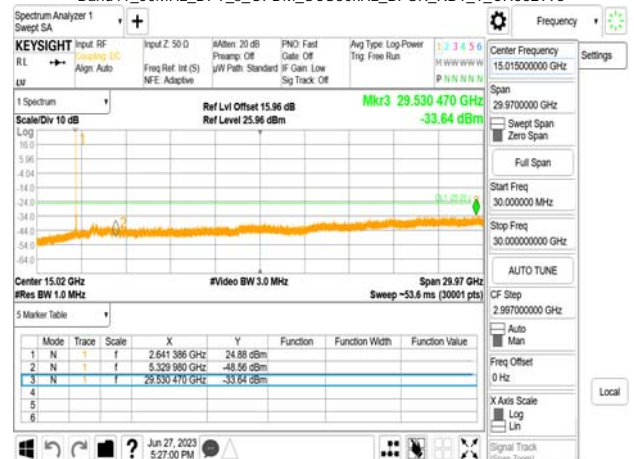 Spectrum Analyzer 1
Swept SA
Frequency
KEYSIGHT
Input: RF
Coupling: DC
Align: Auto
Input Z: 50 Ω
Freq Ref: Int (S)
NFE: Adaptive
#Atten: 20 dB
Preamp: Off
µW Path: Standard
PNO: Fast
Gate: Off
IF Gain: Low
Sig Track: Off
Avg Type: Log-Power
Trig: Free Run
1 2 3 4 5 6
M W W W W W
P N N N N N
RL
LV
Center Frequency
15.015000000 GHz
Settings
1 Spectrum
Scale/Div 10 dB
Ref Lvl Offset 15.96 dB
Ref Level 25.96 dBm
Mkr3 29.530 470 GHz
-33.64 dBm
Span
29.9700000 GHz
Swept Span
Zero Span
Full Span
Log
16.0
5.96
-4.04
-14.0
-24.0
-34.0
-44.0
-54.0
-64.0
1
2
Start Freq
30.000000 MHz
Stop Freq
30.000000000 GHz
AUTO TUNE
Center 15.02 GHz
#Res BW 1.0 MHz
#Video BW 3.0 MHz
Span 29.97 GHz
Sweep ~53.6 ms (30001 pts)
CF Step
2.997000000 GHz
Auto
Man
5 Marker Table
Mode Trace Scale X Y Function Function Width Function Value
1 N 1 f 2.641 386 GHz 24.88 dBm
2 N 1 f 5.329 980 GHz -48.56 dBm
3 N 1 f 29.530 470 GHz -33.64 dBm
4
5
6
Freq Offset
0 Hz
X Axis Scale
Log
Lin
Local
Signal Track
(Span Zoom)
?
Jun 27, 2023
5:27:00 PM